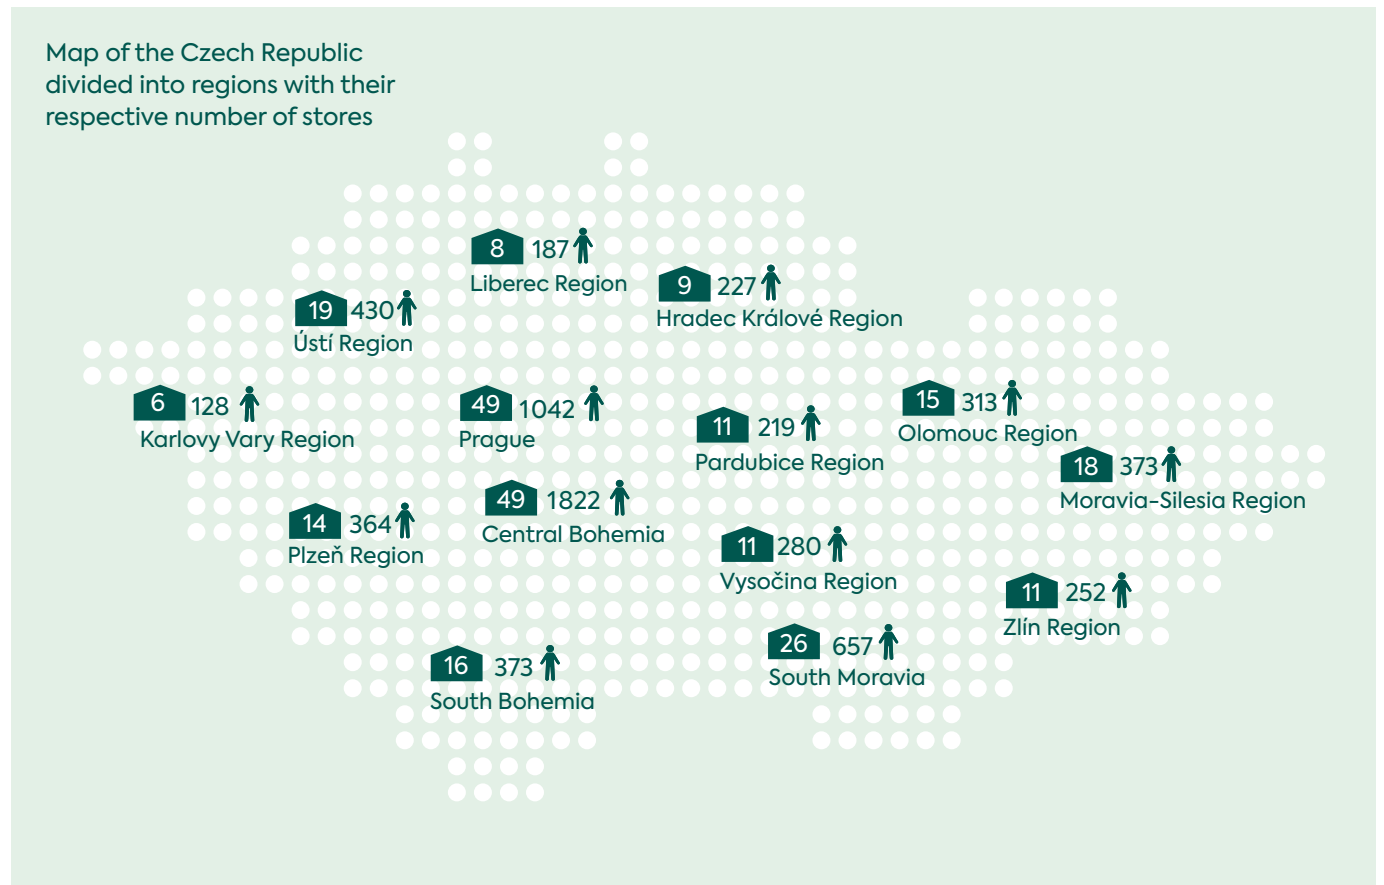 Map of the Czech Republic
divided into regions with their
respective number of stores
8 187
Liberec Region
9 227
Hradec Králové Region
19 430
Ústí Region
6 128
Karlovy Vary Region
49 1042
Prague
11 219
Pardubice Region
15 313
Olomouc Region
18 373
Moravia-Silesia Region
14 364
Plzeň Region
49 1822
Central Bohemia
11 280
Vysočina Region
11 252
Zlín Region
16 373
South Bohemia
26 657
South Moravia